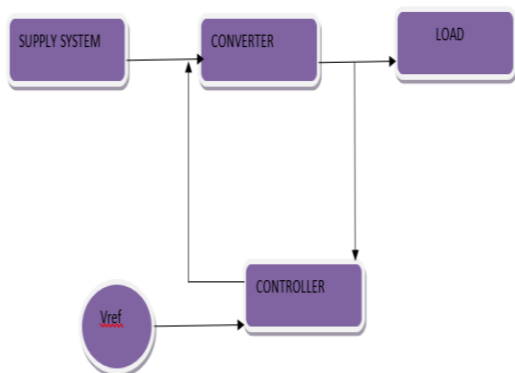 SUPPLY SYSTEM
CONVERTER
LOAD
CONTROLLER
Vref